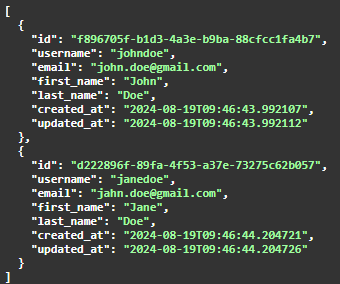 [
  {
    "id": "f896705f-b1d3-4a3e-b9ba-88cfcc1fa4b7",
    "username": "johndoe",
    "email": "john.doe@gmail.com",
    "first_name": "John",
    "last_name": "Doe",
    "created_at": "2024-08-19T09:46:43.992107",
    "updated_at": "2024-08-19T09:46:43.992112"
  },
  {
    "id": "d222896f-89fa-4f53-a37e-73275c62b057",
    "username": "janedoe",
    "email": "jahn.doe@gmail.com",
    "first_name": "Jane",
    "last_name": "Doe",
    "created_at": "2024-08-19T09:46:44.204721",
    "updated_at": "2024-08-19T09:46:44.204726"
  }
]